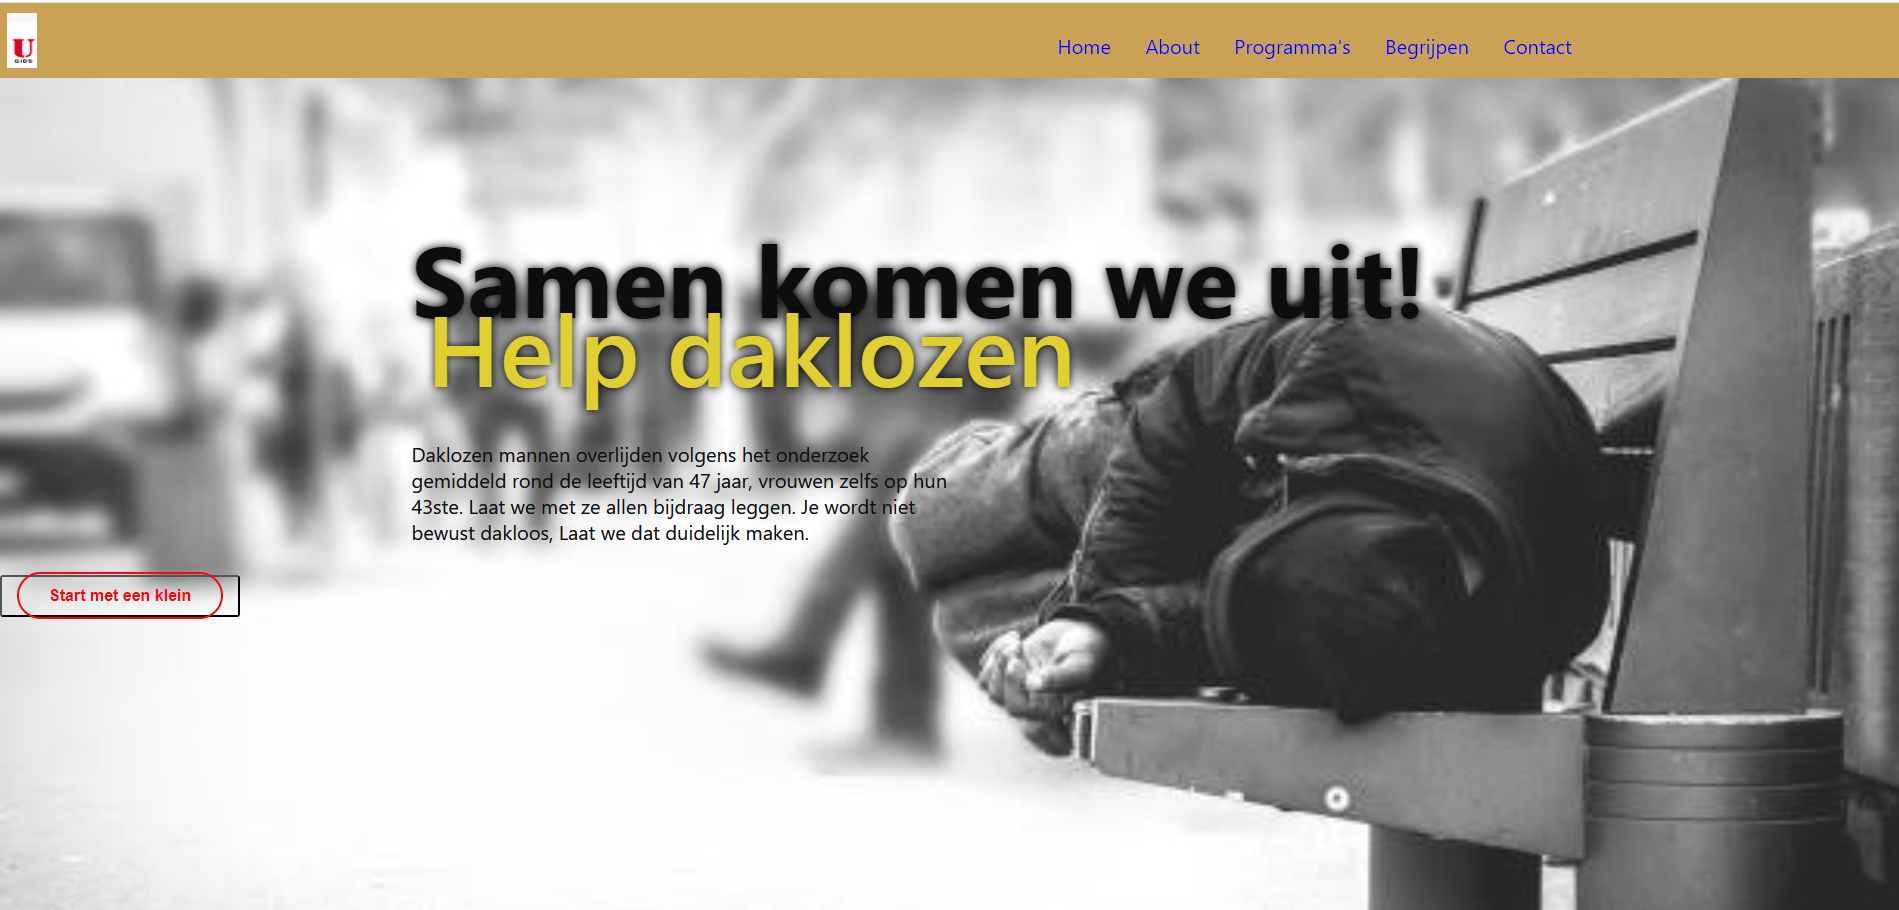 U
GIDS
Home About Programma's Begrijpen Contact
Samen komen we uit!
Help daklozen
Daklozen mannen overlijden volgens het onderzoek
gemiddeld rond de leeftijd van 47 jaar, vrouwen zelfs op hun
43ste. Laat we met ze allen bijdraag leggen. Je wordt niet
bewust dakloos, Laat we dat duidelijk maken.
Start met een klein